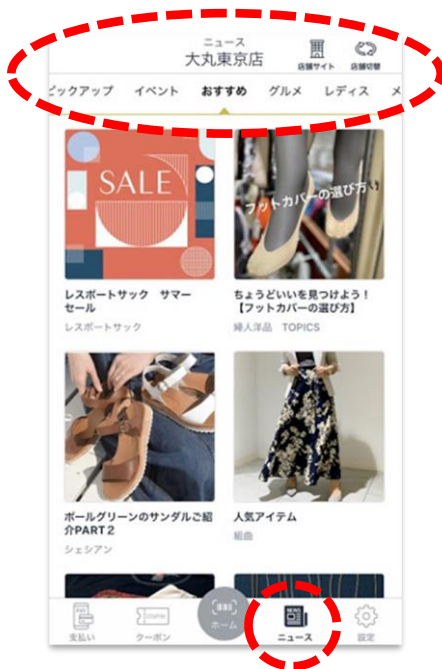 ニュース
大丸東京店
店舗サイト 店舗切替
ピックアップ イベント おすすめ グルメ レディス メ
SALE
フットカバーの選び方
レスポートサック サマー
セール
レスポートサック
ちょうどいいを見つけよう！
【フットカバーの選び方】
婦人洋品 TOPICS
ボールグリーンのサンダルご紹
介PART２
シェシアン
人気アイテム
組曲
支払い クーポン ホーム NEWS ニュース 設定